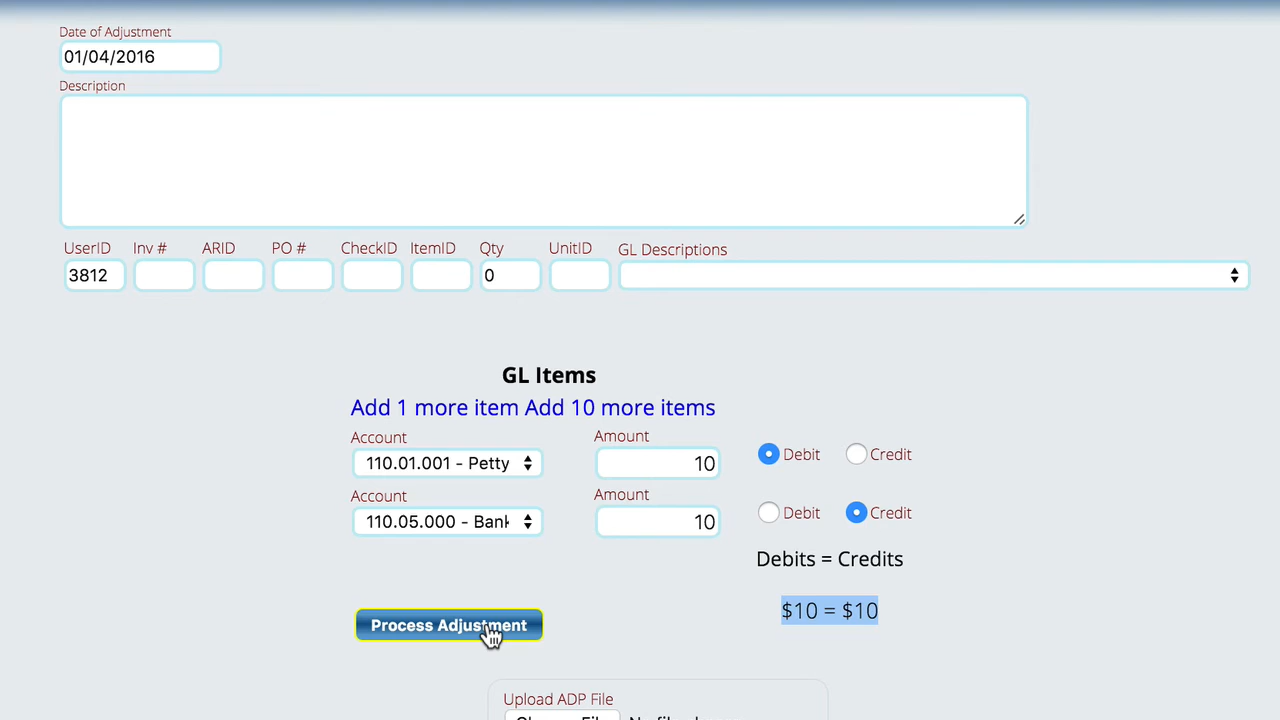 Date of Adjustment
01/04/2016
Description
UserID Inv # ARID PO # CheckID ItemID Qty UnitID GL Descriptions
3812 0
GL Items
Add 1 more item Add 10 more items
Account Amount
110.01.001 - Petty 10 Debit Credit
Account Amount
110.05.000 - Bank 10 Debit Credit
Debits = Credits
$10 = $10
Process Adjustment
Upload ADP File